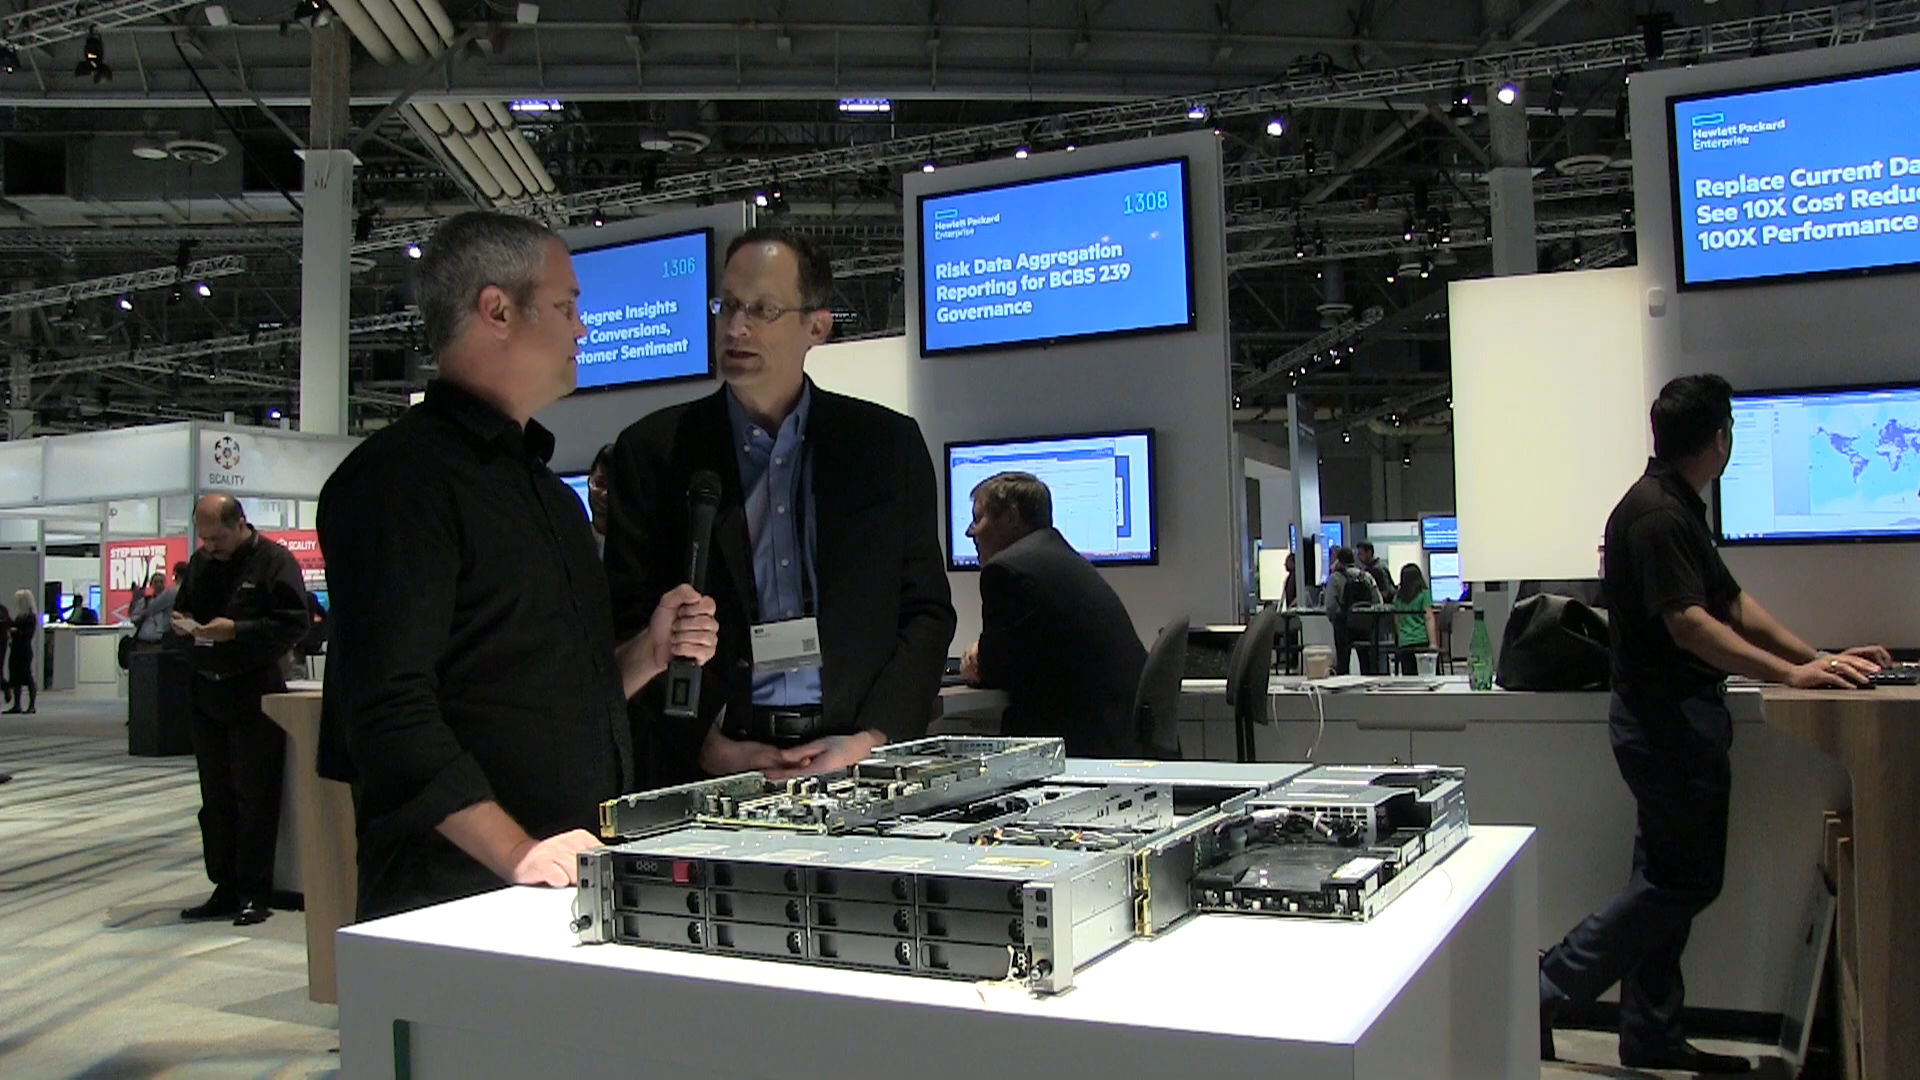 1306
degree Insights
Conversions,
stomer Sentiment
Hewlett Packard
Enterprise
1308
Risk Data Aggregation
Reporting for BCBS 239
Governance
Hewlett Packard
Enterprise
Replace Current Da
See 10X Cost Redu
100X Performance
SCALITY
STEP INTO THE
RING
SCALITY